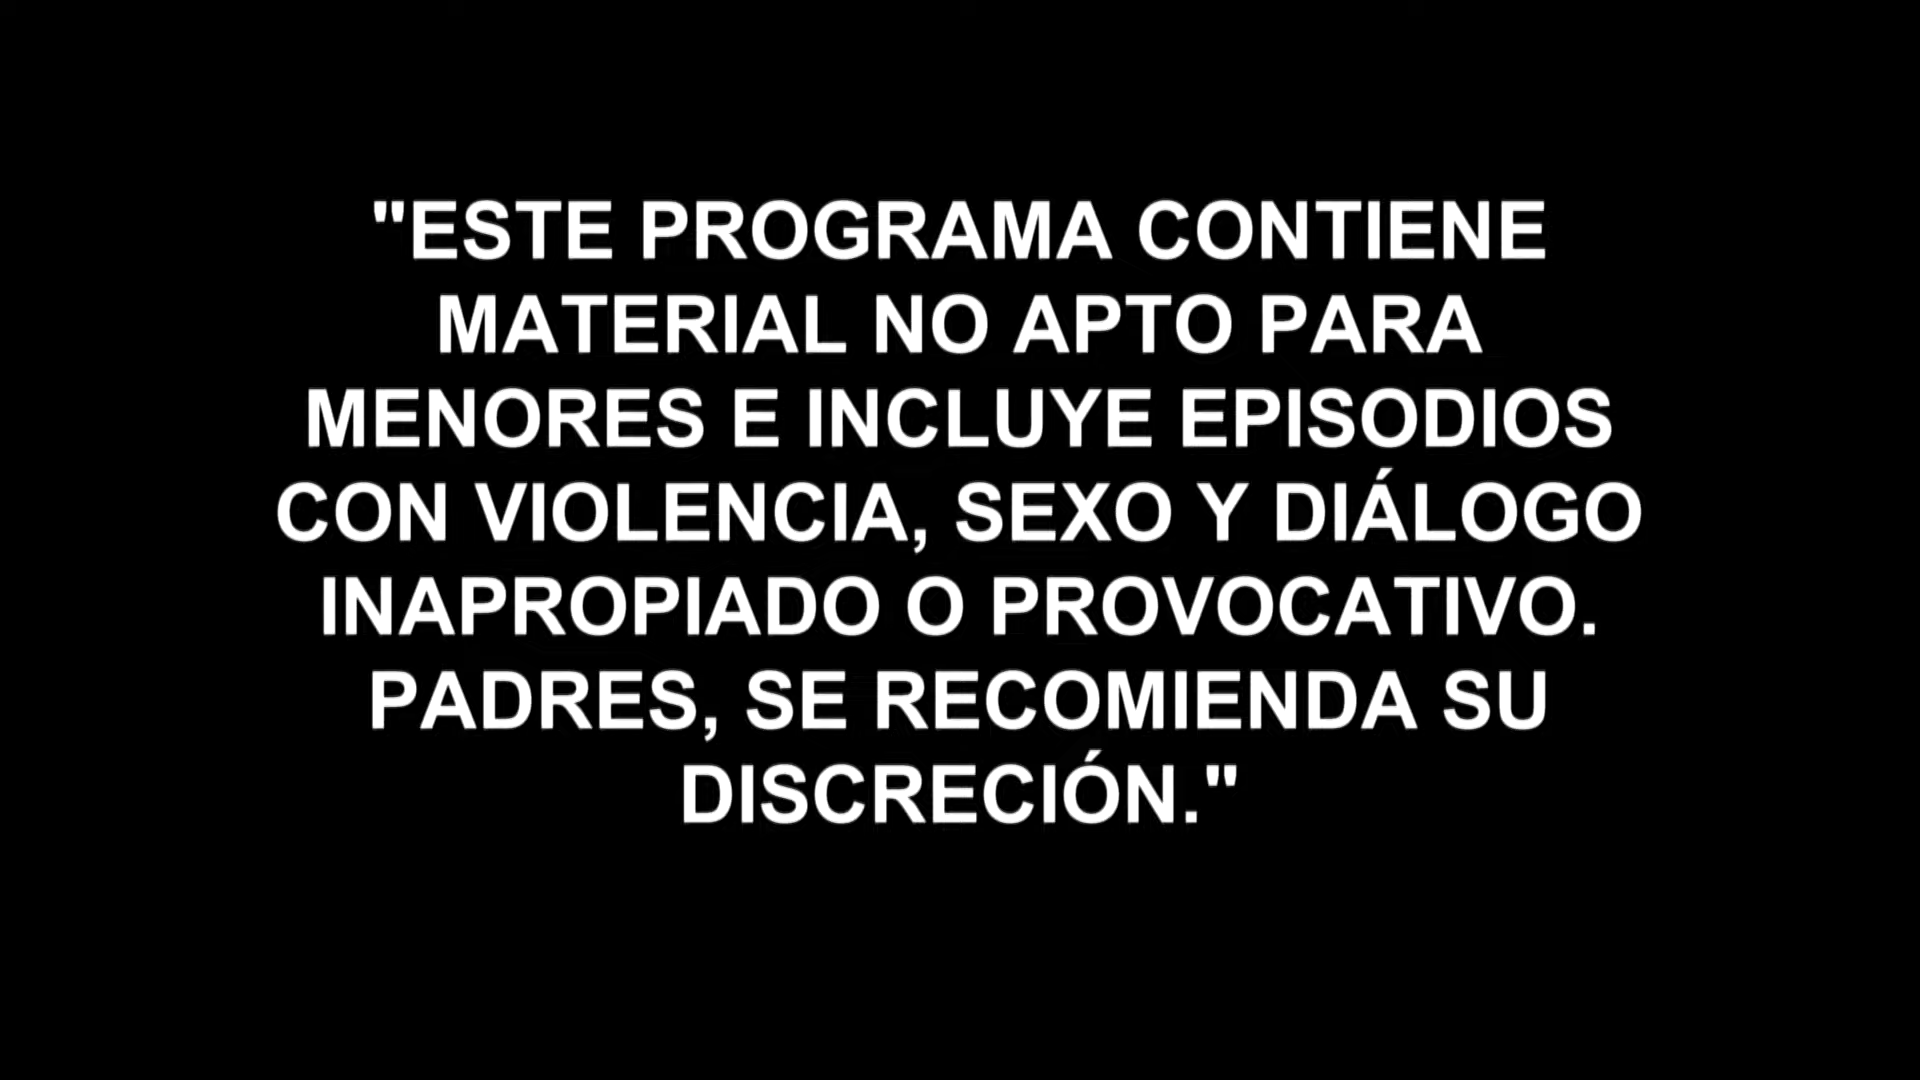 "ESTE PROGRAMA CONTIENE
MATERIAL NO APTO PARA
MENORES E INCLUYE EPISODIOS
CON VIOLENCIA, SEXO Y DIÁLOGO
INAPROPIADO O PROVOCATIVO.
PADRES, SE RECOMIENDA SU
DISCRECIÓN."